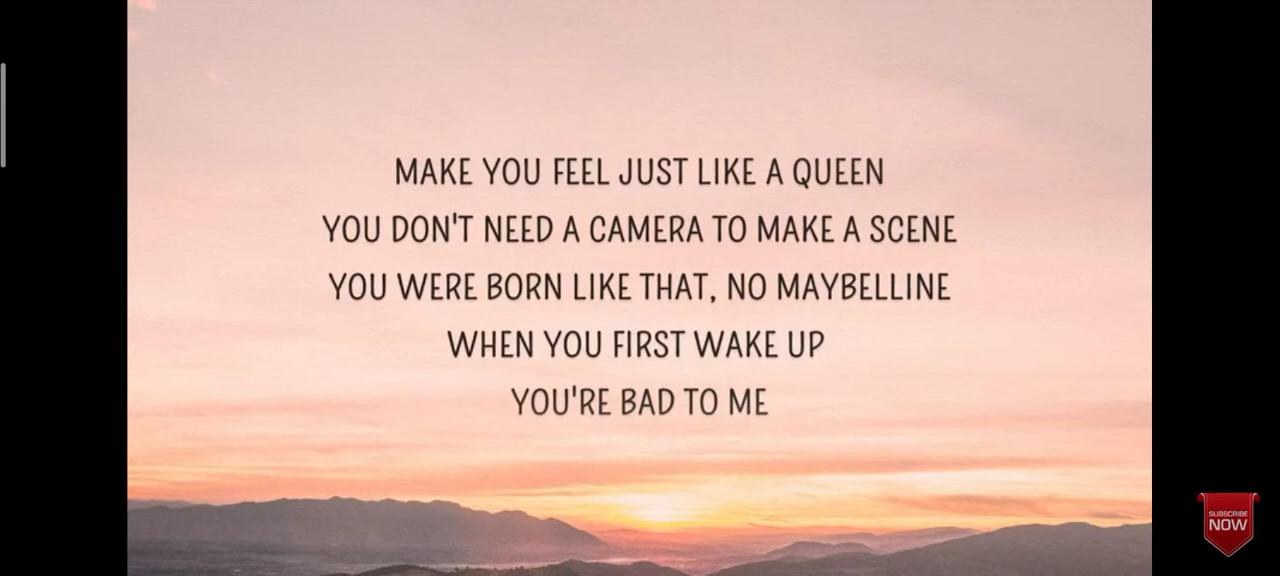 MAKE YOU FEEL JUST LIKE A QUEEN
YOU DON'T NEED A CAMERA TO MAKE A SCENE
YOU WERE BORN LIKE THAT, NO MAYBELLINE
WHEN YOU FIRST WAKE UP
YOU'RE BAD TO ME
SUBSCRIBE
NOW